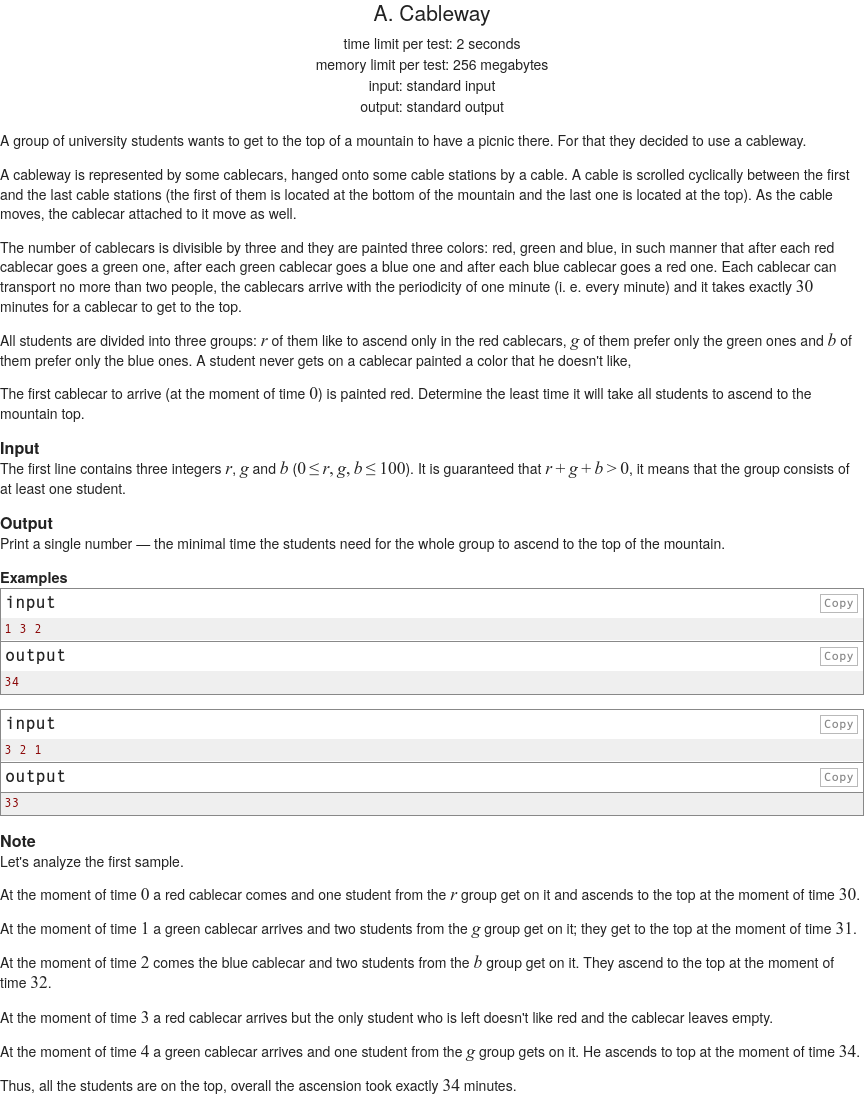 A. Cableway
time limit per test: 2 seconds
memory limit per test: 256 megabytes
input: standard input
output: standard output
A group of university students wants to get to the top of a mountain to have a picnic there. For that they decided to use a cableway.
A cableway is represented by some cablecars, hanged onto some cable stations by a cable. A cable is scrolled cyclically between the first
and the last cable stations (the first of them is located at the bottom of the mountain and the last one is located at the top). As the cable
moves, the cablecar attached to it move as well.
The number of cablecars is divisible by three and they are painted three colors: red, green and blue, in such manner that after each red
cablecar goes a green one, after each green cablecar goes a blue one and after each blue cablecar goes a red one. Each cablecar can
transport no more than two people, the cablecars arrive with the periodicity of one minute (i. e. every minute) and it takes exactly 30
minutes for a cablecar to get to the top.
All students are divided into three groups: r of them like to ascend only in the red cablecars, g of them prefer only the green ones and b of
them prefer only the blue ones. A student never gets on a cablecar painted a color that he doesn't like,
The first cablecar to arrive (at the moment of time 0) is painted red. Determine the least time it will take all students to ascend to the
mountain top.
Input
The first line contains three integers r, g and b (0 ≤ r, g, b ≤ 100). It is guaranteed that r + g + b > 0, it means that the group consists of
at least one student.
Output
Print a single number — the minimal time the students need for the whole group to ascend to the top of the mountain.
Examples
input Copy
1 3 2
output Copy
34
input Copy
3 2 1
output Copy
33
Note
Let's analyze the first sample.
At the moment of time 0 a red cablecar comes and one student from the r group get on it and ascends to the top at the moment of time 30.
At the moment of time 1 a green cablecar arrives and two students from the g group get on it; they get to the top at the moment of time 31.
At the moment of time 2 comes the blue cablecar and two students from the b group get on it. They ascend to the top at the moment of
time 32.
At the moment of time 3 a red cablecar arrives but the only student who is left doesn't like red and the cablecar leaves empty.
At the moment of time 4 a green cablecar arrives and one student from the g group gets on it. He ascends to top at the moment of time 34.
Thus, all the students are on the top, overall the ascension took exactly 34 minutes.